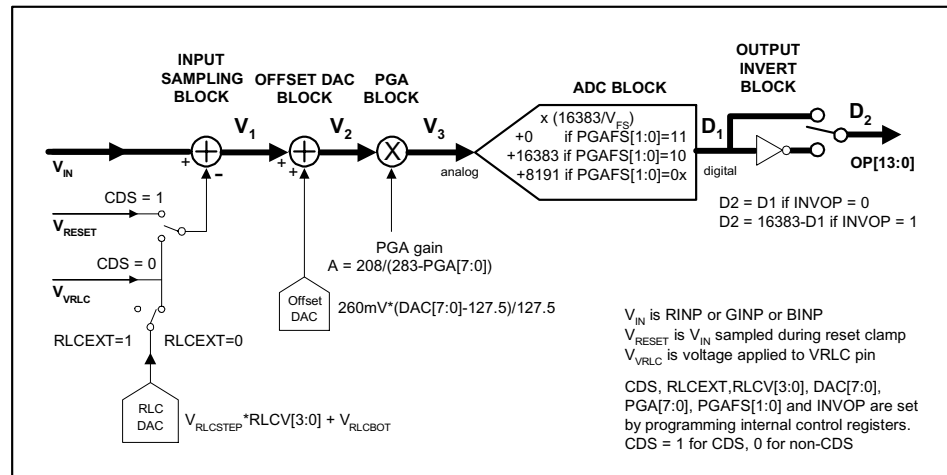 INPUT
SAMPLING
BLOCK
OFFSET DAC
BLOCK
PGA
BLOCK
ADC BLOCK
OUTPUT
INVERT
BLOCK
V1
V2
V3
x (16383/VFS)
+0 if PGAFS[1:0]=11
+16383 if PGAFS[1:0]=10
+8191 if PGAFS[1:0]=0x
D1
D2
VIN
+
-
+
+
X
analog
digital
OP[13:0]
D2 = D1 if INVOP = 0
D2 = 16383-D1 if INVOP = 1
CDS = 1
VRESET
CDS = 0
VVRLC
PGA gain
A = 208/(283-PGA[7:0])
Offset
DAC
260mV*(DAC[7:0]-127.5)/127.5
RLCEXT=1
RLCEXT=0
RLC
DAC
VRLCSTEP*RLCV[3:0] + VRLCBOT
VIN is RINP or GINP or BINP
VRESET is VIN sampled during reset clamp
VVRLC is voltage applied to VRLC pin
CDS, RLCEXT,RLCV[3:0], DAC[7:0],
PGA[7:0], PGAFS[1:0] and INVOP are set
by programming internal control registers.
CDS = 1 for CDS, 0 for non-CDS